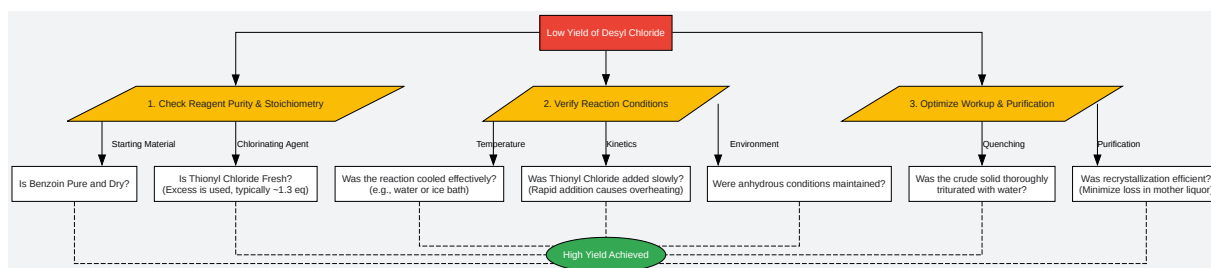 Low Yield of Desyl Chloride
1. Check Reagent Purity & Stoichiometry
2. Verify Reaction Conditions
3. Optimize Workup & Purification
Starting Material
Chlorinating Agent
Temperature
Kinetics
Environment
Quenching
Purification
Is Benzoin Pure and Dry?
Is Thionyl Chloride Fresh?
(Excess is used, typically ~1.3 eq)
Was the reaction cooled effectively?
(e.g., water or ice bath)
Was Thionyl Chloride added slowly?
(Rapid addition causes overheating)
Were anhydrous conditions maintained?
Was the crude solid thoroughly
triturated with water?
Was recrystallization efficient?
(Minimize loss in mother liquor)
High Yield Achieved